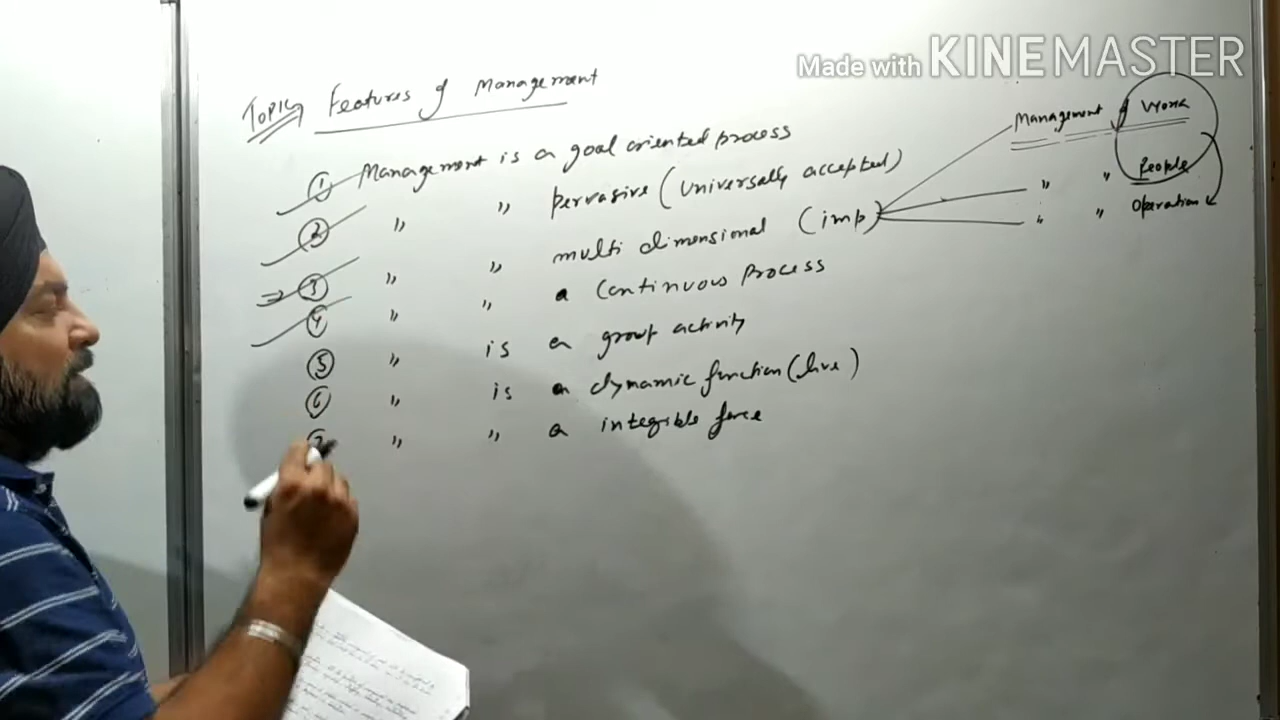 Made with KINEMASTER
TOPIC Features of Management
① Management is a goal oriented process
② " " pervasive (Universally accepted)
③ " " multi dimensional (imp)
Management of Work
" " People
" " Operation
④ " " a Continuous Process
⑤ " is a group activity
⑥ " is a dynamic function (live)
⑦ " " a integible force